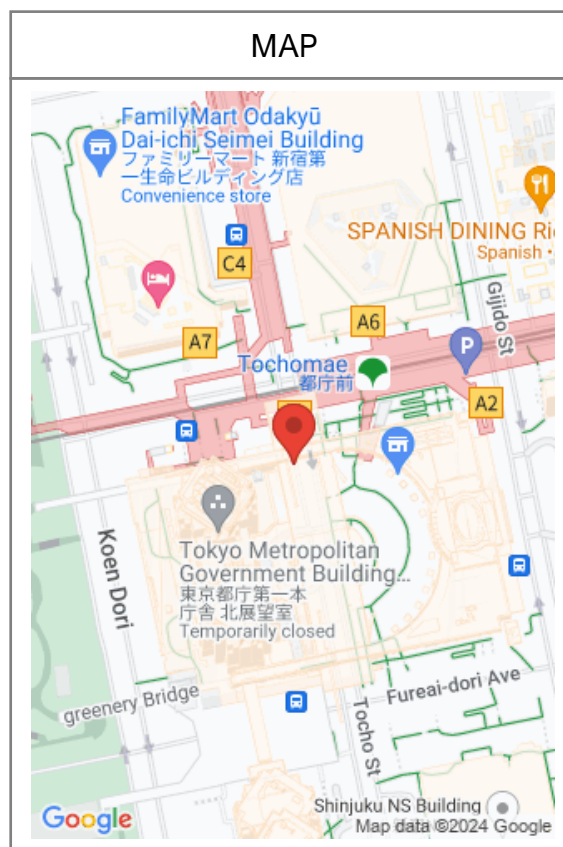 MAP
FamilyMart Odakyū
Dai-ichi Seimei Building
ファミリーマート 新宿第
一生命ビルディング店
Convenience store
SPANISH DINING
Spanish •
C4
Gijido St
A6
A7
P
Tochomae
都庁前
A2
Koen Dori
Tokyo Metropolitan
Government Building...
東京都庁第一本
庁舎 北展望室
Temporarily closed
greenery Bridge
Fureai-dori Ave
Tocho St
Shinjuku NS Building
Google
Map data ©2024 Google